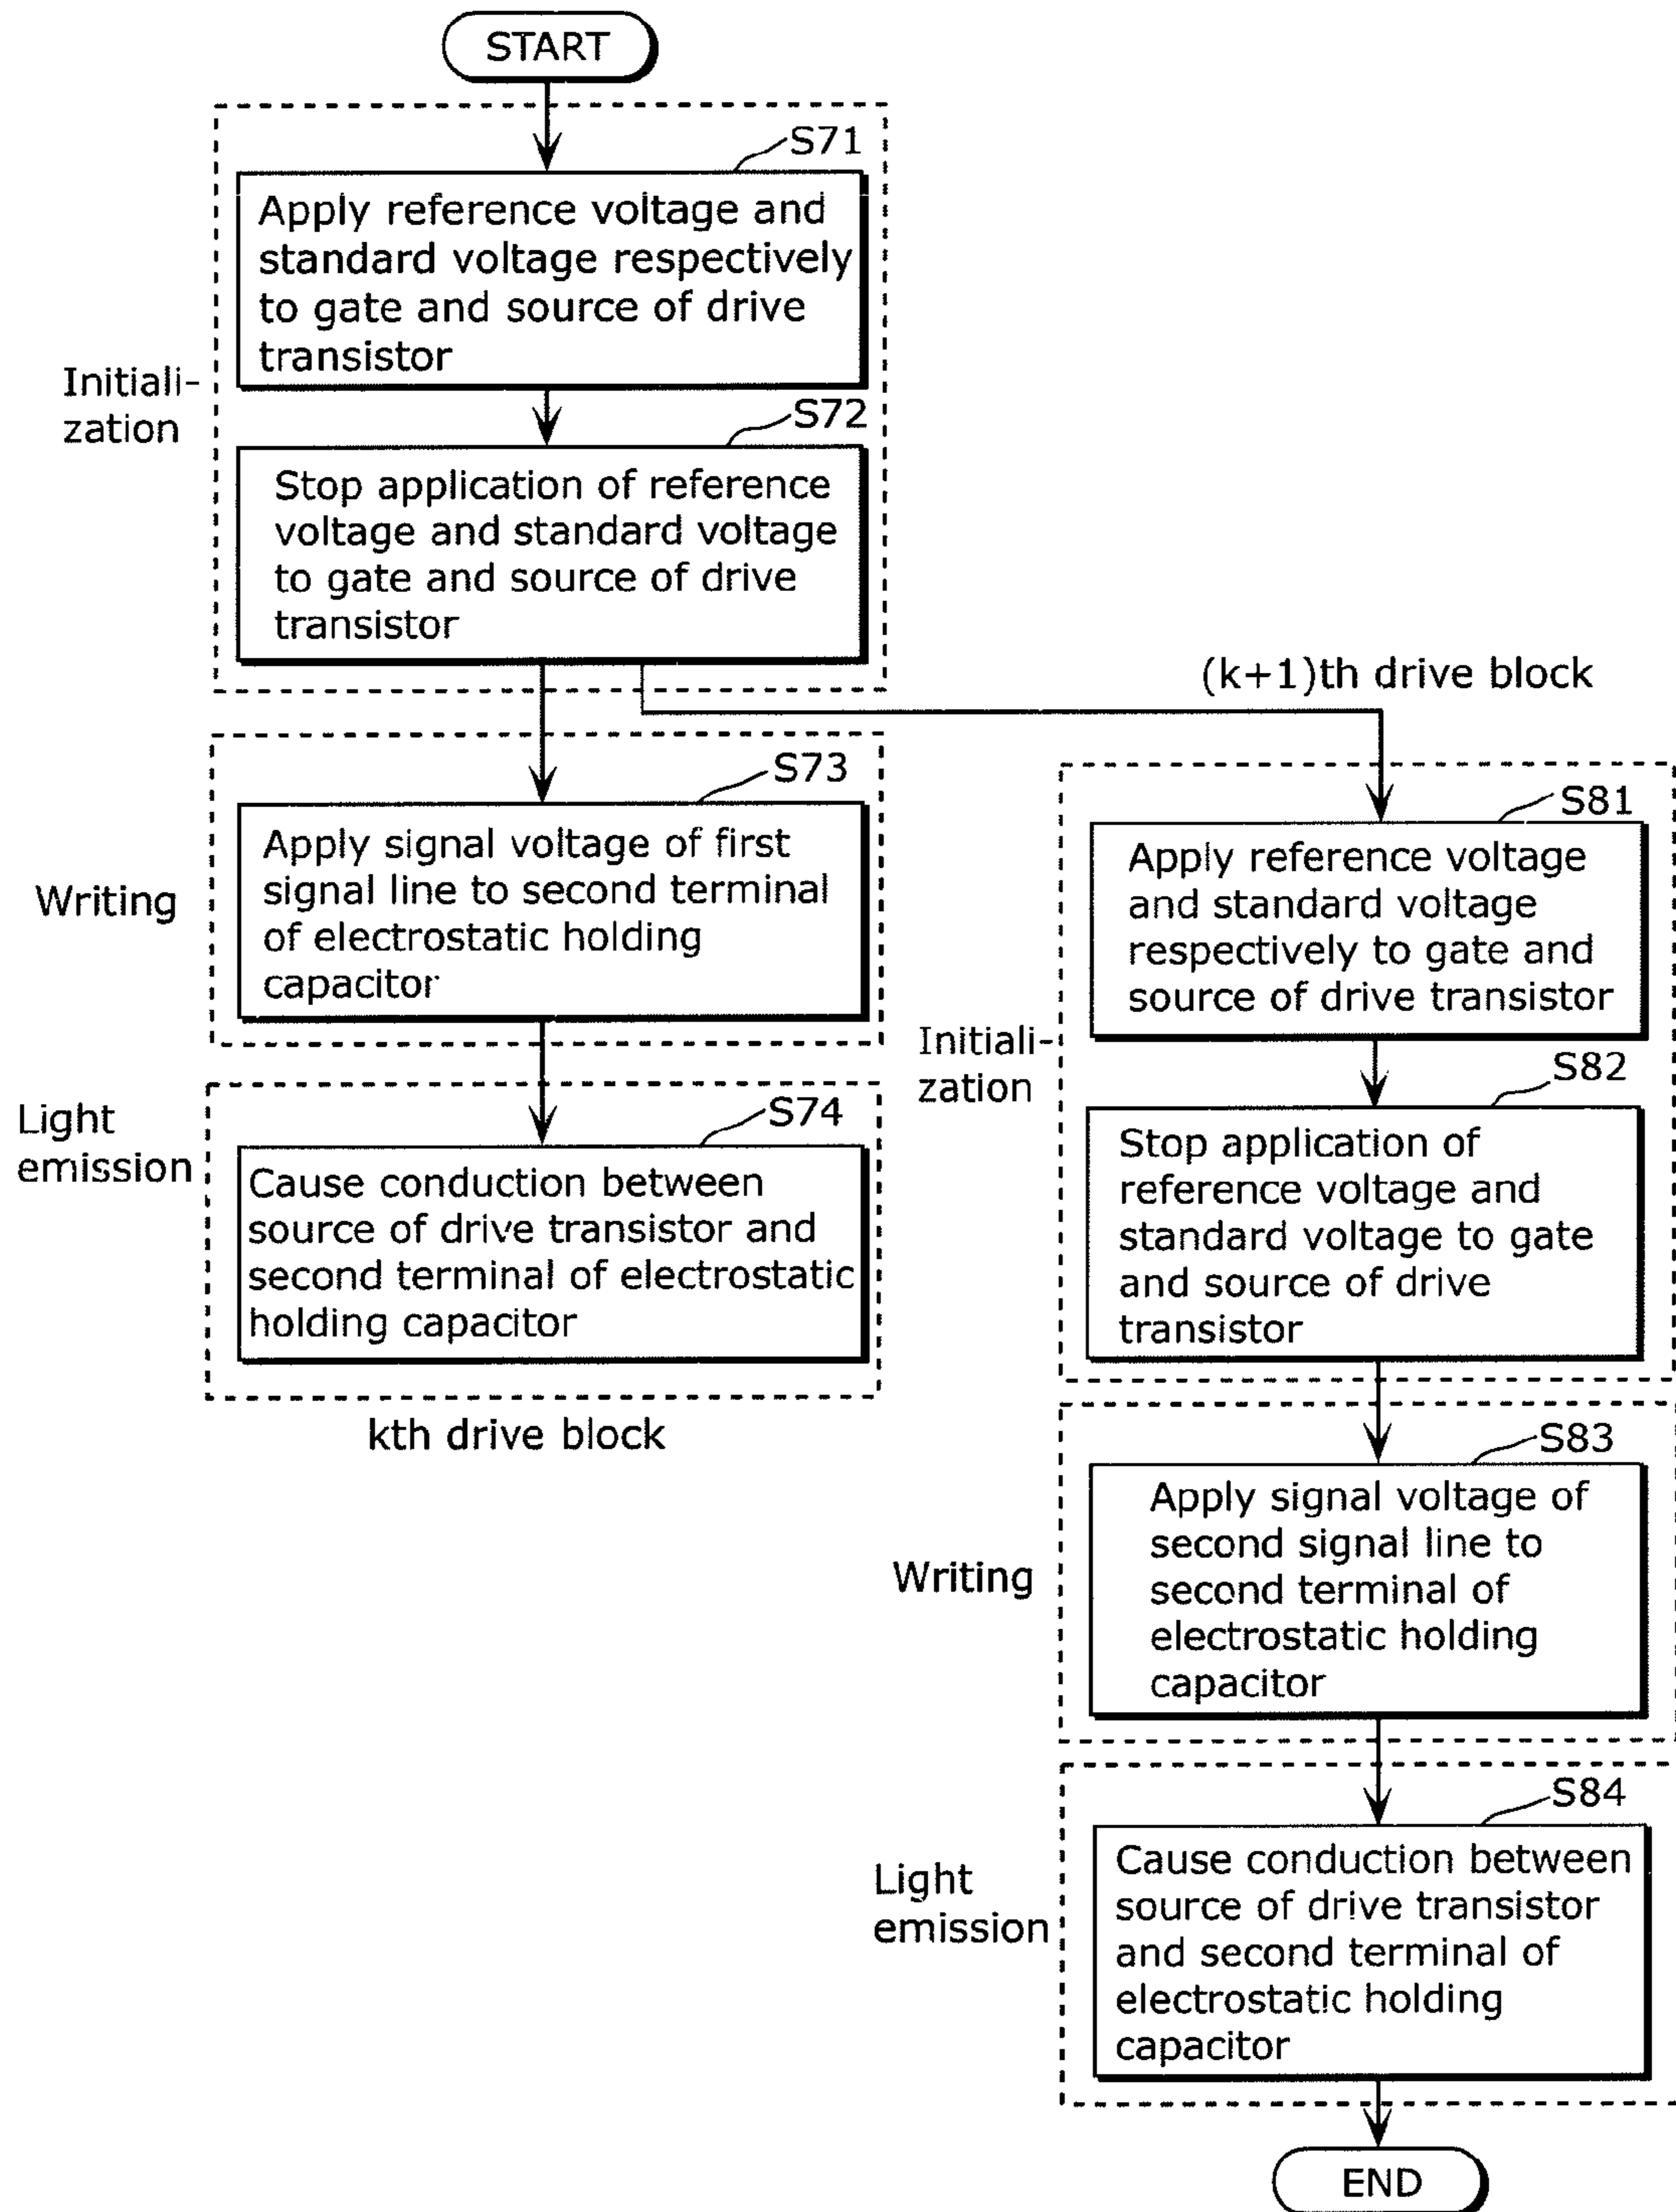 START
S71
Apply reference voltage and
standard voltage respectively
to gate and source of drive
transistor
Initiali-
zation
S72
Stop application of reference
voltage and standard voltage
to gate and source of drive
transistor
(k+1)th drive block
S73
Apply signal voltage of first
signal line to second terminal
of electrostatic holding
capacitor
Writing
S74
Light
emission
Cause conduction between
source of drive transistor and
second terminal of electrostatic
holding capacitor
kth drive block
S81
Apply reference voltage
and standard voltage
respectively to gate and
source of drive transistor
Initiali-
zation
S82
Stop application of
reference voltage and
standard voltage to gate
and source of drive
transistor
S83
Apply signal voltage of
second signal line to
second terminal of
electrostatic holding
capacitor
Writing
S84
Cause conduction between
source of drive transistor
and second terminal of
electrostatic holding
capacitor
Light
emission
END